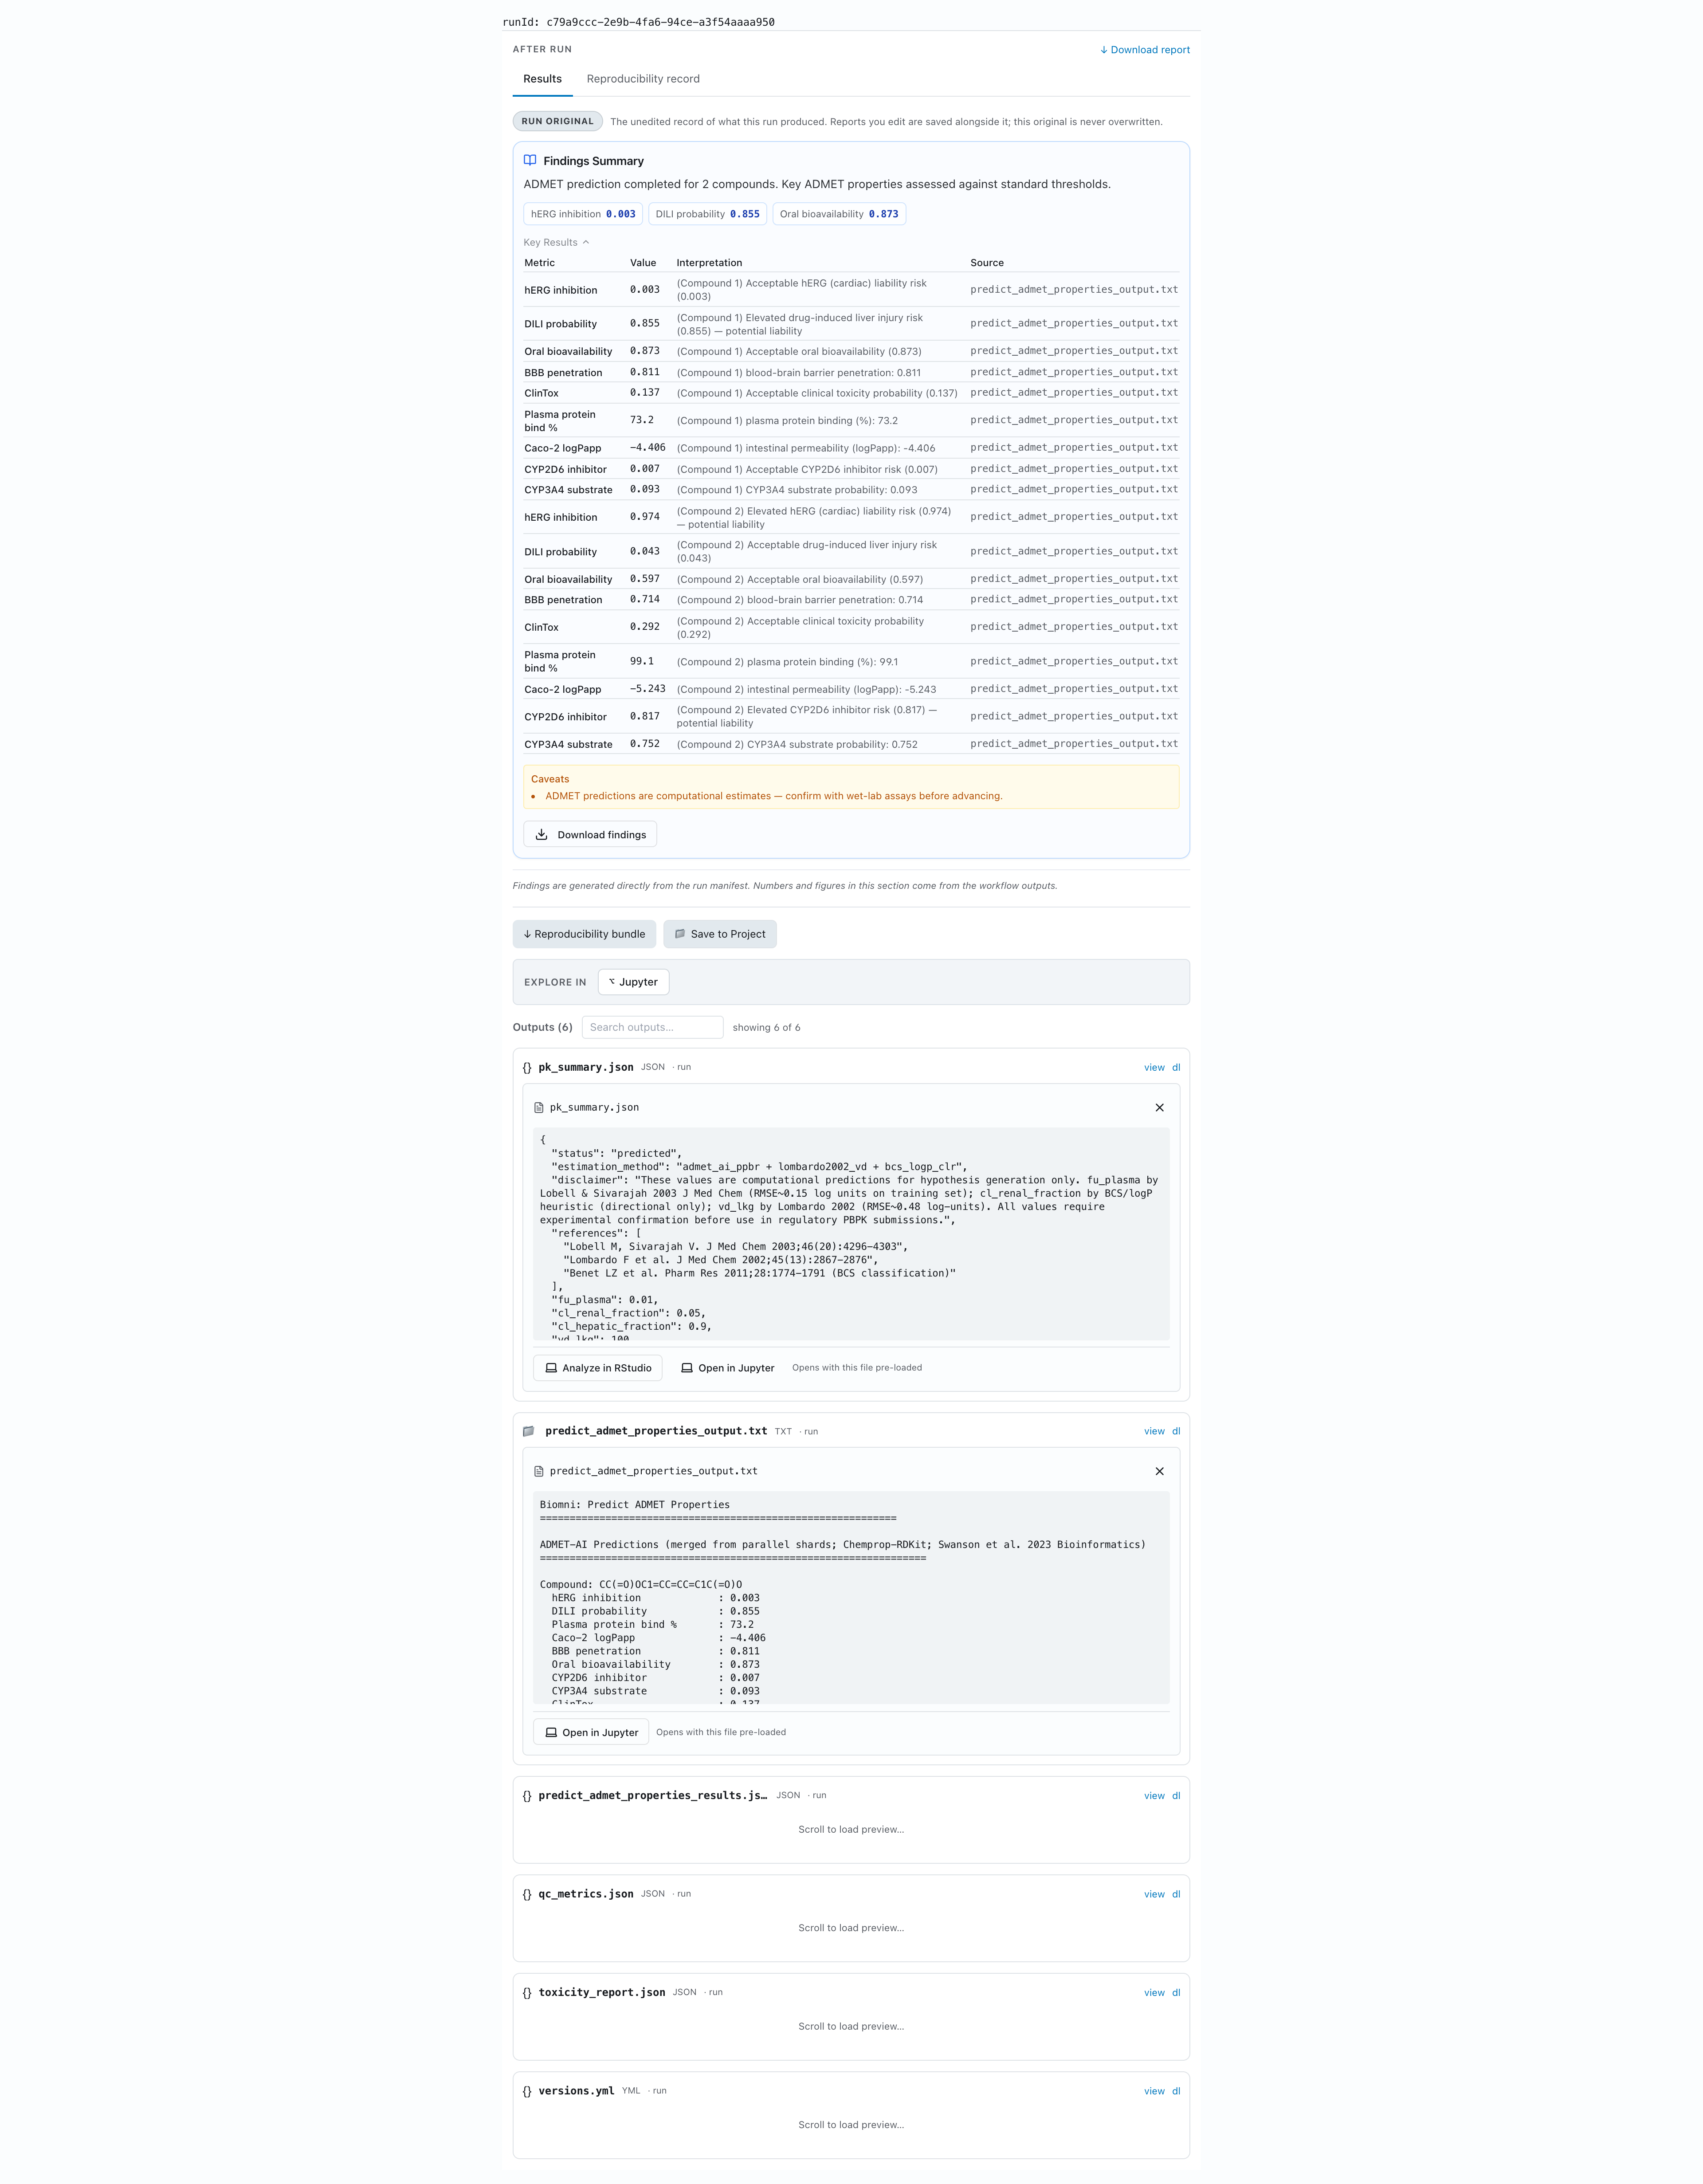 runId: c79a9ccc-2e9b-4fa6-94ce-a3f54aaaa950
AFTER RUN
↓ Download report
Results
Reproducibility record
RUN ORIGINAL The unedited record of what this run produced. Reports you edit are saved alongside it; this original is never overwritten.
Findings Summary
ADMET prediction completed for 2 compounds. Key ADMET properties assessed against standard thresholds.
hERG inhibition 0.003 DILI probability 0.855 Oral bioavailability 0.873
Key Results
Metric Value Interpretation Source
hERG inhibition 0.003 (Compound 1) Acceptable hERG (cardiac) liability risk
(0.003) predict_admet_properties_output.txt
DILI probability 0.855 (Compound 1) Elevated drug-induced liver injury risk
(0.855) — potential liability predict_admet_properties_output.txt
Oral bioavailability 0.873 (Compound 1) Acceptable oral bioavailability (0.873) predict_admet_properties_output.txt
BBB penetration 0.811 (Compound 1) blood-brain barrier penetration: 0.811 predict_admet_properties_output.txt
ClinTox 0.137 (Compound 1) Acceptable clinical toxicity probability (0.137) predict_admet_properties_output.txt
Plasma protein
bind % 73.2 (Compound 1) plasma protein binding (%): 73.2 predict_admet_properties_output.txt
Caco-2 logPapp −4.406 (Compound 1) intestinal permeability (logPapp): -4.406 predict_admet_properties_output.txt
CYP2D6 inhibitor 0.007 (Compound 1) Acceptable CYP2D6 inhibitor risk (0.007) predict_admet_properties_output.txt
CYP3A4 substrate 0.093 (Compound 1) CYP3A4 substrate probability: 0.093 predict_admet_properties_output.txt
hERG inhibition 0.974 (Compound 2) Elevated hERG (cardiac) liability risk (0.974)
— potential liability predict_admet_properties_output.txt
DILI probability 0.043 (Compound 2) Acceptable drug-induced liver injury risk
(0.043) predict_admet_properties_output.txt
Oral bioavailability 0.597 (Compound 2) Acceptable oral bioavailability (0.597) predict_admet_properties_output.txt
BBB penetration 0.714 (Compound 2) blood-brain barrier penetration: 0.714 predict_admet_properties_output.txt
ClinTox 0.292 (Compound 2) Acceptable clinical toxicity probability
(0.292) predict_admet_properties_output.txt
Plasma protein
bind % 99.1 (Compound 2) plasma protein binding (%): 99.1 predict_admet_properties_output.txt
Caco-2 logPapp −5.243 (Compound 2) intestinal permeability (logPapp): -5.243 predict_admet_properties_output.txt
CYP2D6 inhibitor 0.817 (Compound 2) Elevated CYP2D6 inhibitor risk (0.817) —
potential liability predict_admet_properties_output.txt
CYP3A4 substrate 0.752 (Compound 2) CYP3A4 substrate probability: 0.752 predict_admet_properties_output.txt
Caveats
• ADMET predictions are computational estimates — confirm with wet-lab assays before advancing.
Download findings
Findings are generated directly from the run manifest. Numbers and figures in this section come from the workflow outputs.
↓ Reproducibility bundle Save to Project
EXPLORE IN ⌥ Jupyter
Outputs (6) Search outputs... showing 6 of 6
{} pk_summary.json JSON · run view dl
pk_summary.json
{
"status": "predicted",
"estimation_method": "admet_ai_ppbr + lombardo2002_vd + bcs_logp_clr",
"disclaimer": "These values are computational predictions for hypothesis generation only. fu_plasma by
Lobell & Sivarajah 2003 J Med Chem (RMSE~0.15 log units on training set); cl_renal_fraction by BCS/logP
heuristic (directional only); vd_lkg by Lombardo 2002 (RMSE~0.48 log-units). All values require
experimental confirmation before use in regulatory PBPK submissions.",
"references": [
"Lobell M, Sivarajah V. J Med Chem 2003;46(20):4296-4303",
"Lombardo F et al. J Med Chem 2002;45(13):2867-2876",
"Benet LZ et al. Pharm Res 2011;28:1774-1791 (BCS classification)"
],
"fu_plasma": 0.01,
"cl_renal_fraction": 0.05,
"cl_hepatic_fraction": 0.9,
"vd_lkg": 100
Analyze in RStudio Open in Jupyter Opens with this file pre-loaded
predict_admet_properties_output.txt TXT · run view dl
predict_admet_properties_output.txt
Biomni: Predict ADMET Properties
============================================================
ADMET-AI Predictions (merged from parallel shards; Chemprop-RDKit; Swanson et al. 2023 Bioinformatics)
=================================================================
Compound: CC(=O)OC1=CC=CC=C1C(=O)O
hERG inhibition : 0.003
DILI probability : 0.855
Plasma protein bind % : 73.2
Caco-2 logPapp : -4.406
BBB penetration : 0.811
Oral bioavailability : 0.873
CYP2D6 inhibitor : 0.007
CYP3A4 substrate : 0.093
ClinTox : 0.137
Open in Jupyter Opens with this file pre-loaded
{} predict_admet_properties_results.js… JSON · run view dl
Scroll to load preview…
{} qc_metrics.json JSON · run view dl
Scroll to load preview…
{} toxicity_report.json JSON · run view dl
Scroll to load preview…
{} versions.yml YML · run view dl
Scroll to load preview…